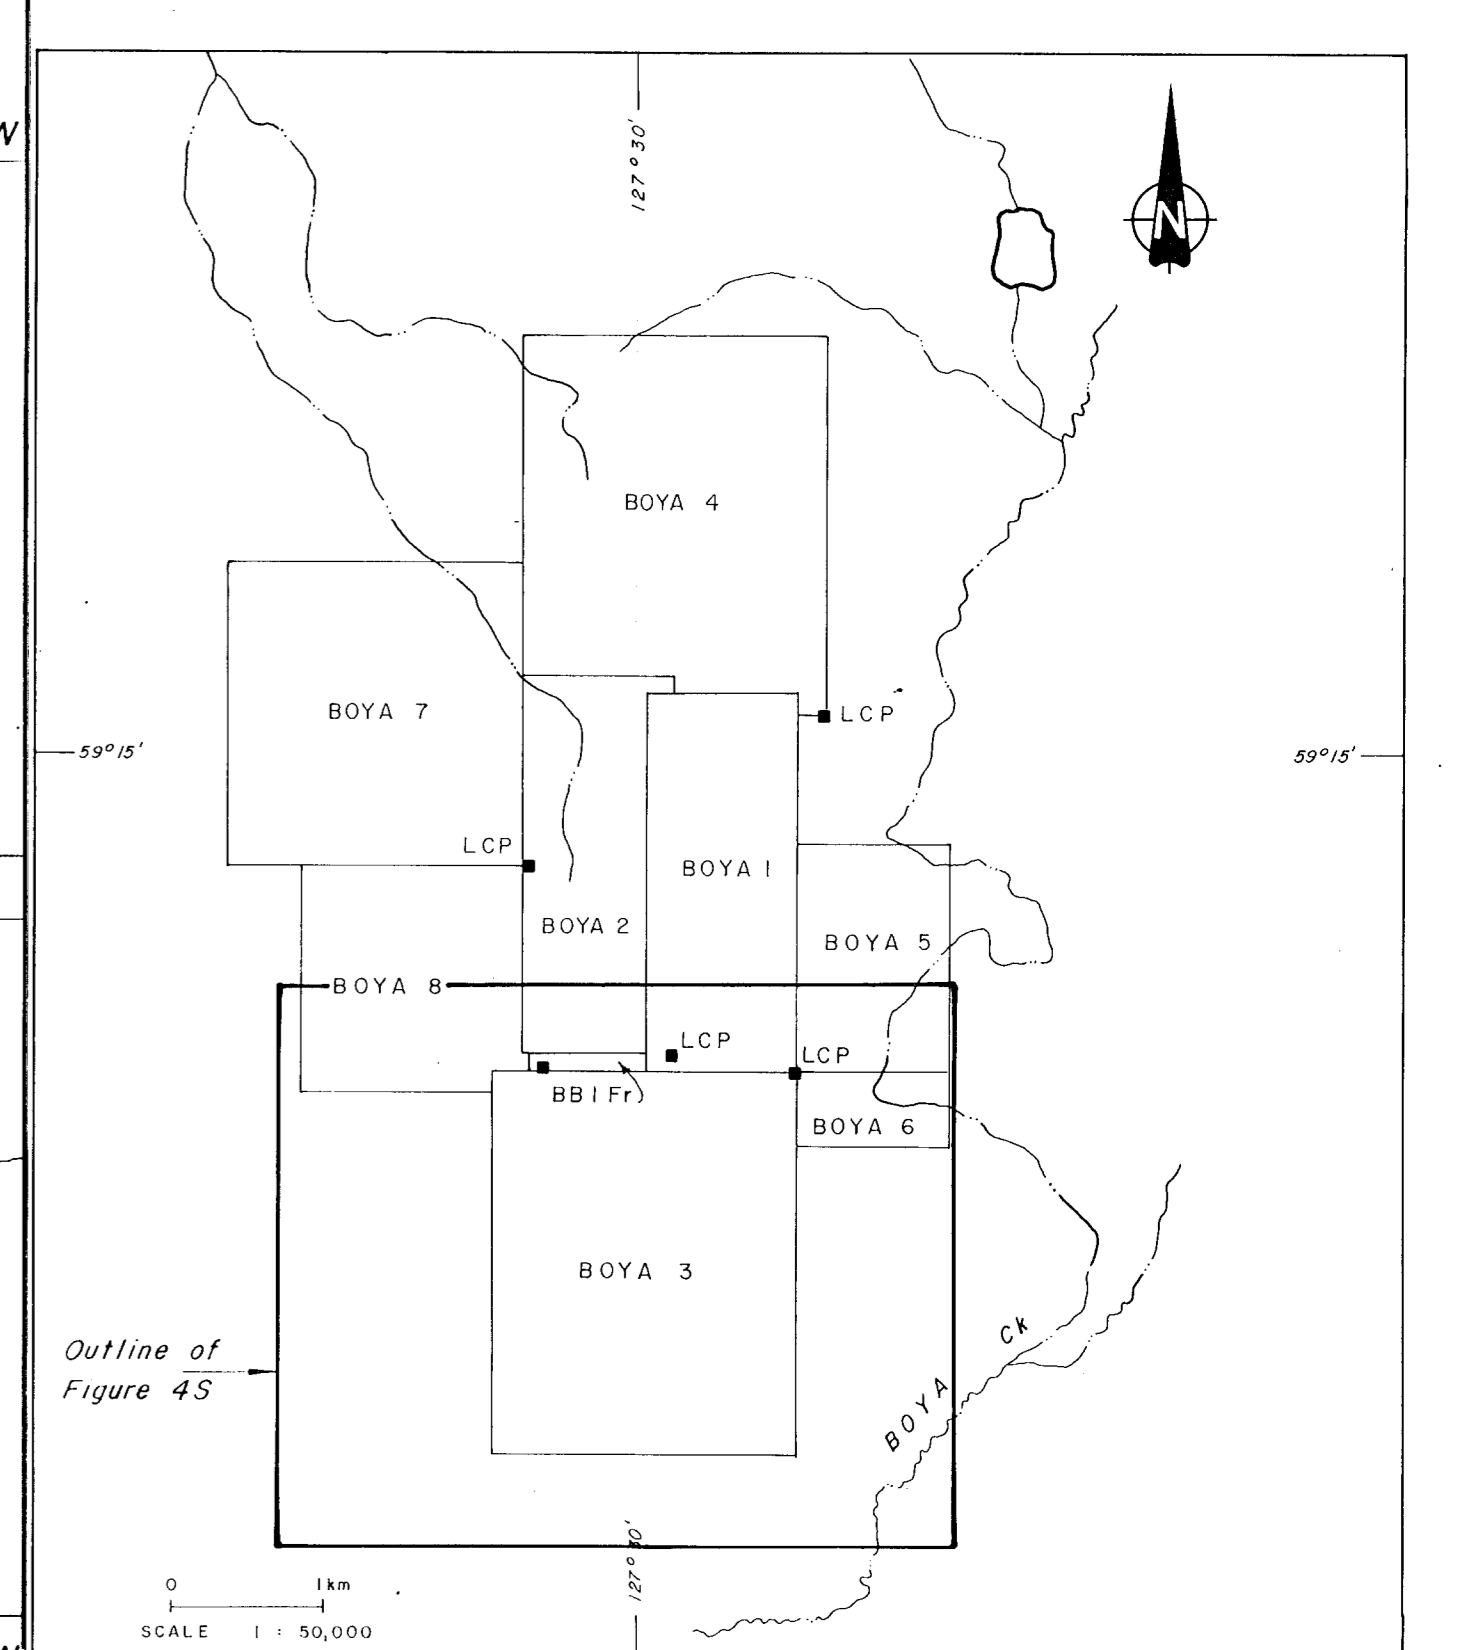 127°30'
N
BOYA 4
BOYA 7
LCP
59°15'
59°15'
LCP
BOYA 1
BOYA 2
BOYA 5
BOYA 8
LCP
LCP
BB 1 Fr
BOYA 6
BOYA 3
Outline of
Figure 4S
BOYA Ck
127°30'
0 1km
SCALE 1 : 50,000